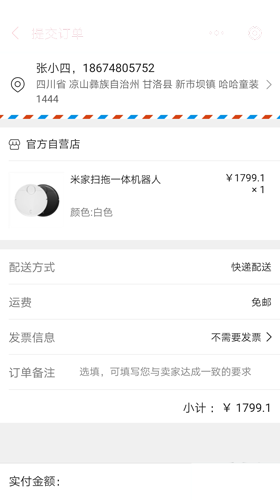 提交订单
张小四，18674805752
四川省 凉山彝族自治州 甘洛县 新市坝镇 哈哈童装
1444
官方自营店
米家扫拖一体机器人 ￥1799.1
× 1
颜色:白色
配送方式 快递配送
运费 免邮
发票信息 不需要发票
订单备注 选填，可填写您与卖家达成一致的要求
小计： ￥ 1799.1
实付金额: